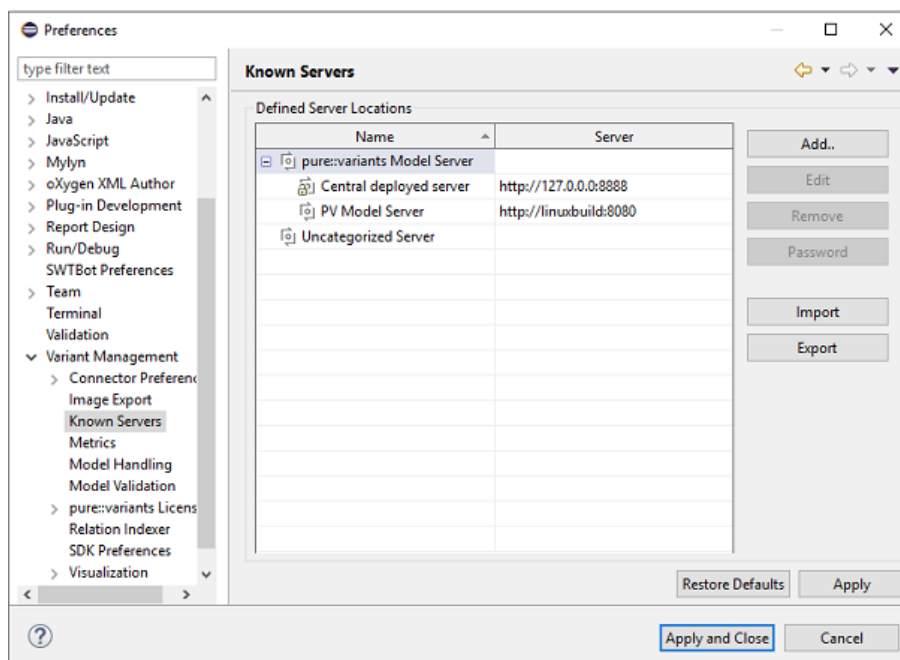 Preferences
type filter text
Install/Update
Java
JavaScript
Mylyn
oXygen XML Author
Plug-in Development
Report Design
Run/Debug
SWTBot Preferences
Team
Terminal
Validation
Variant Management
Connector Preferenc
Image Export
Known Servers
Metrics
Model Handling
Model Validation
pure::variants Licens
Relation Indexer
SDK Preferences
Visualization
Known Servers
Defined Server Locations
Name Server
pure::variants Model Server
Central deployed server http://127.0.0.0:8888
PV Model Server http://linuxbuild:8080
Uncategorized Server
Add..
Edit
Remove
Password
Import
Export
Restore Defaults Apply
Apply and Close Cancel